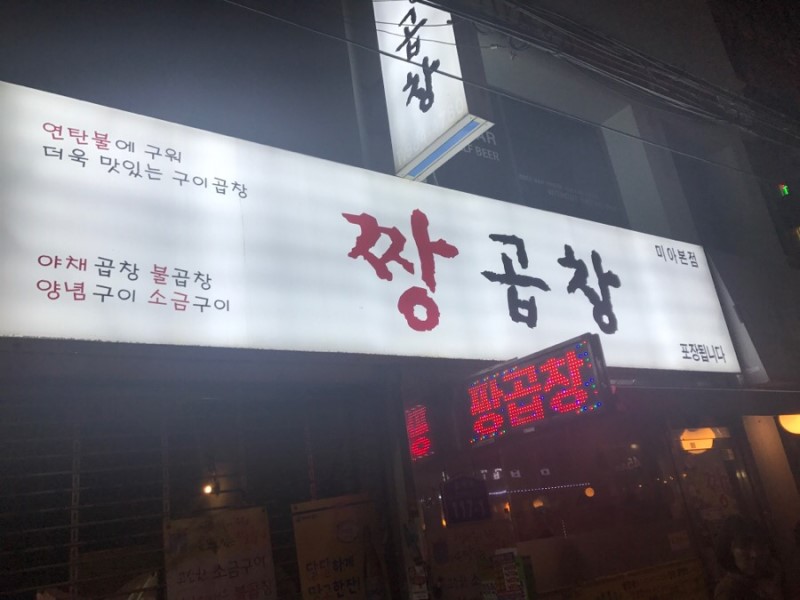 곱창
연탄불에 구워
더욱 맛있는 구이곱창
야채 곱창 불곱창
양념구이 소금구이
짱 곱창
미아본점
포장됩니다
짱곱창
BEER